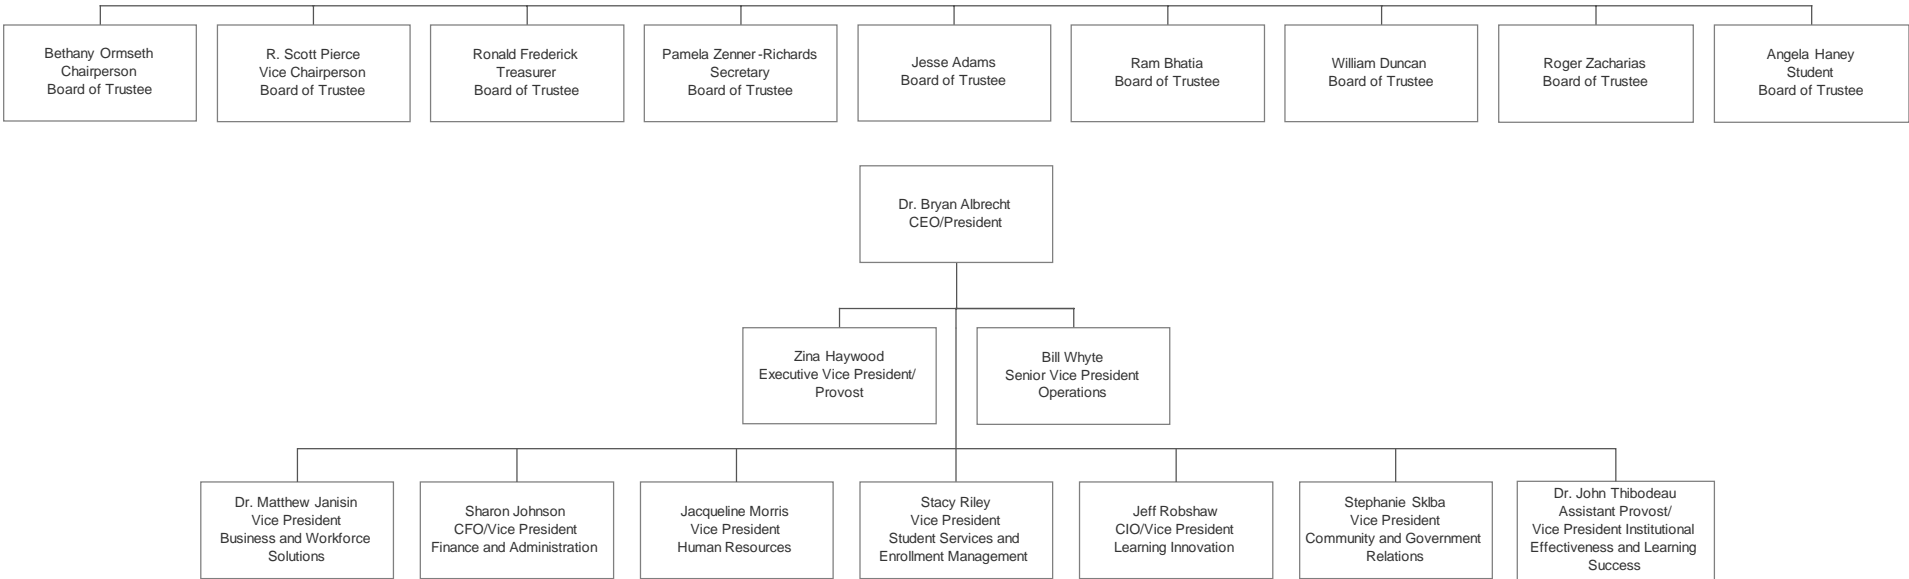 Bethany Ormseth
Chairperson
Board of Trustee
R. Scott Pierce
Vice Chairperson
Board of Trustee
Ronald Frederick
Treasurer
Board of Trustee
Pamela Zenner-Richards
Secretary
Board of Trustee
Jesse Adams
Board of Trustee
Ram Bhatia
Board of Trustee
William Duncan
Board of Trustee
Roger Zacharias
Board of Trustee
Angela Haney
Student
Board of Trustee
Dr. Bryan Albrecht
CEO/President
Zina Haywood
Executive Vice President/
Provost
Bill Whyte
Senior Vice President
Operations
Dr. Matthew Janisin
Vice President
Business and Workforce
Solutions
Sharon Johnson
CFO/Vice President
Finance and Administration
Jacqueline Morris
Vice President
Human Resources
Stacy Riley
Vice President
Student Services and
Enrollment Management
Jeff Robshaw
CIO/Vice President
Learning Innovation
Stephanie Sklba
Vice President
Community and Government
Relations
Dr. John Thibodeau
Assistant Provost/
Vice President Institutional
Effectiveness and Learning
Success